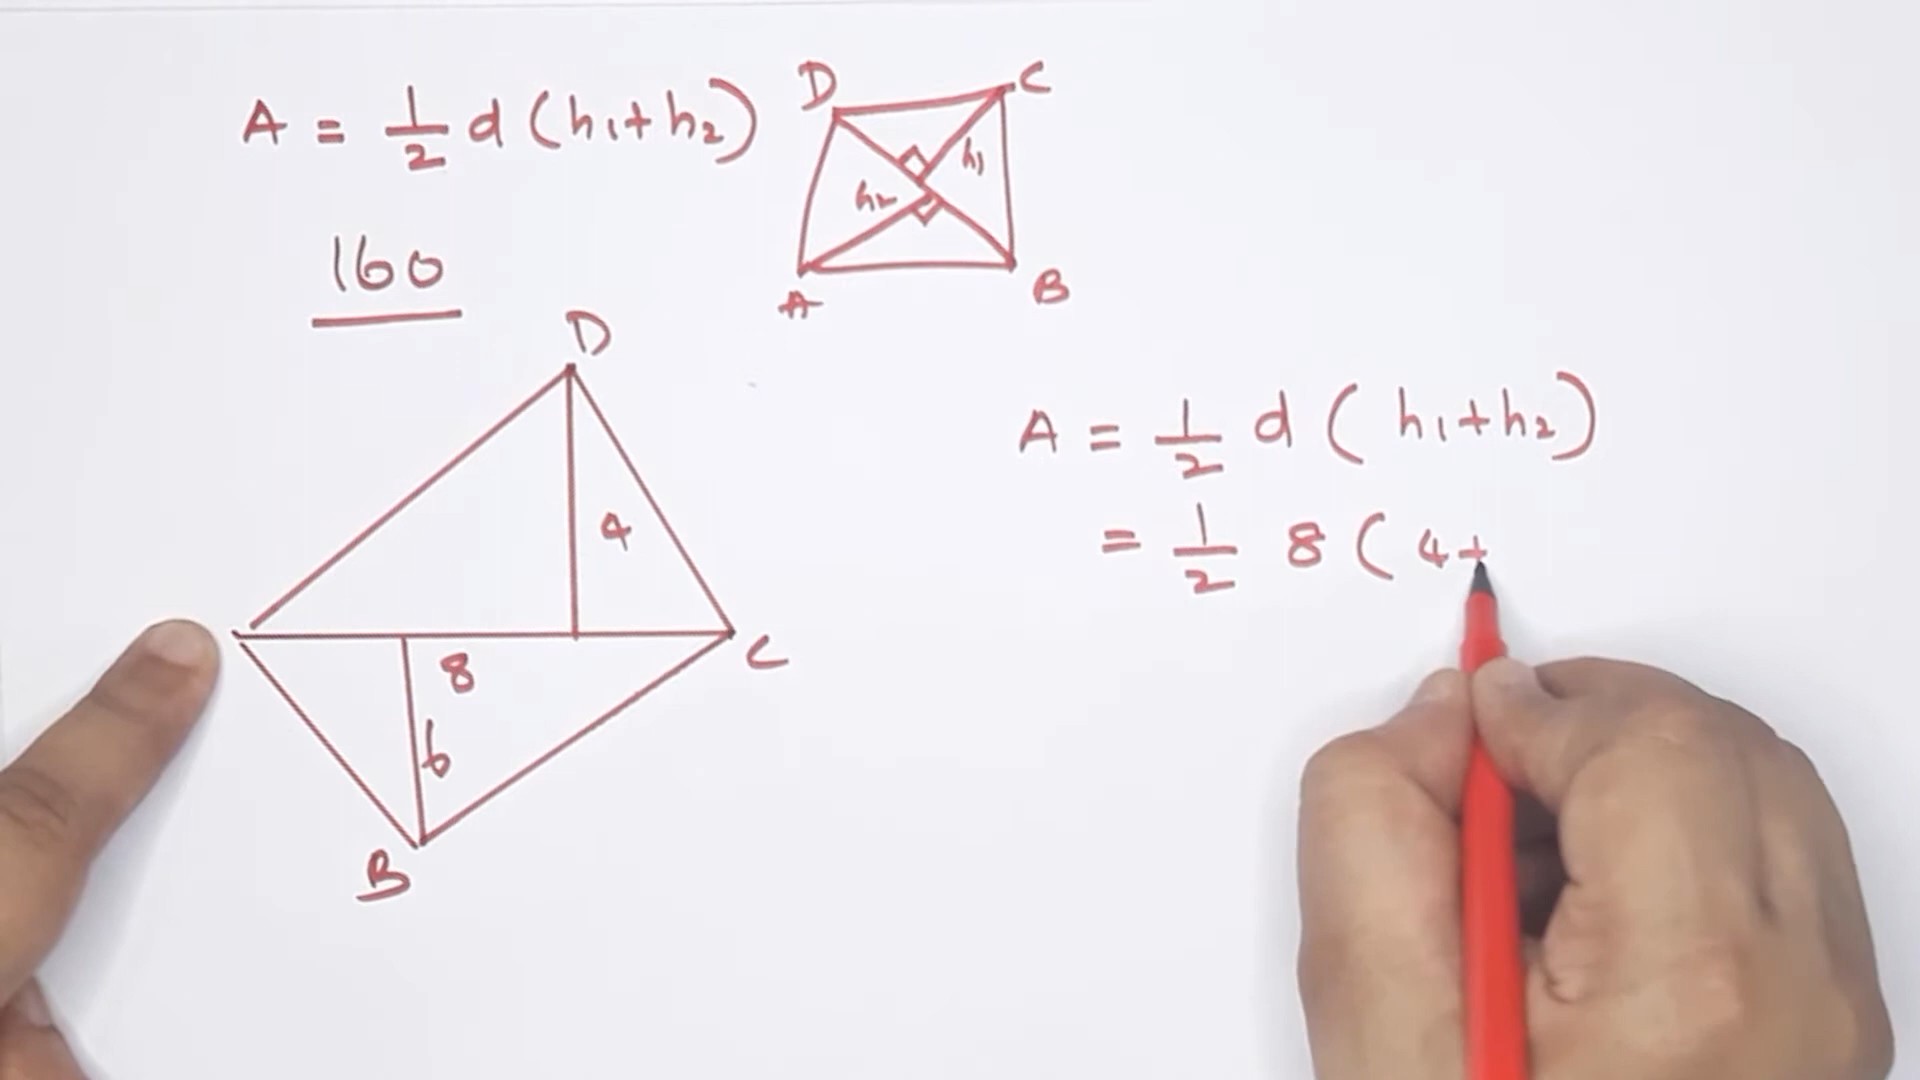 A = 1/2 d (h1+h2)
D C
h1
h2
A B
160
D
4
8
C
6
B
A = 1/2 d ( h1+h2)
= 1/2 8 ( 4+